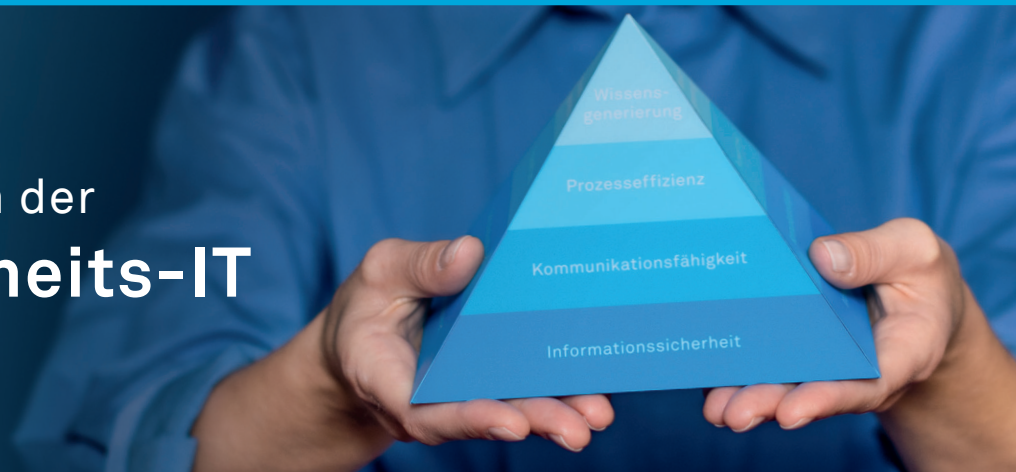 der
heits-IT
Wissens-
generierung
Prozesseffizienz
Kommunikationsfähigkeit
Informationssicherheit